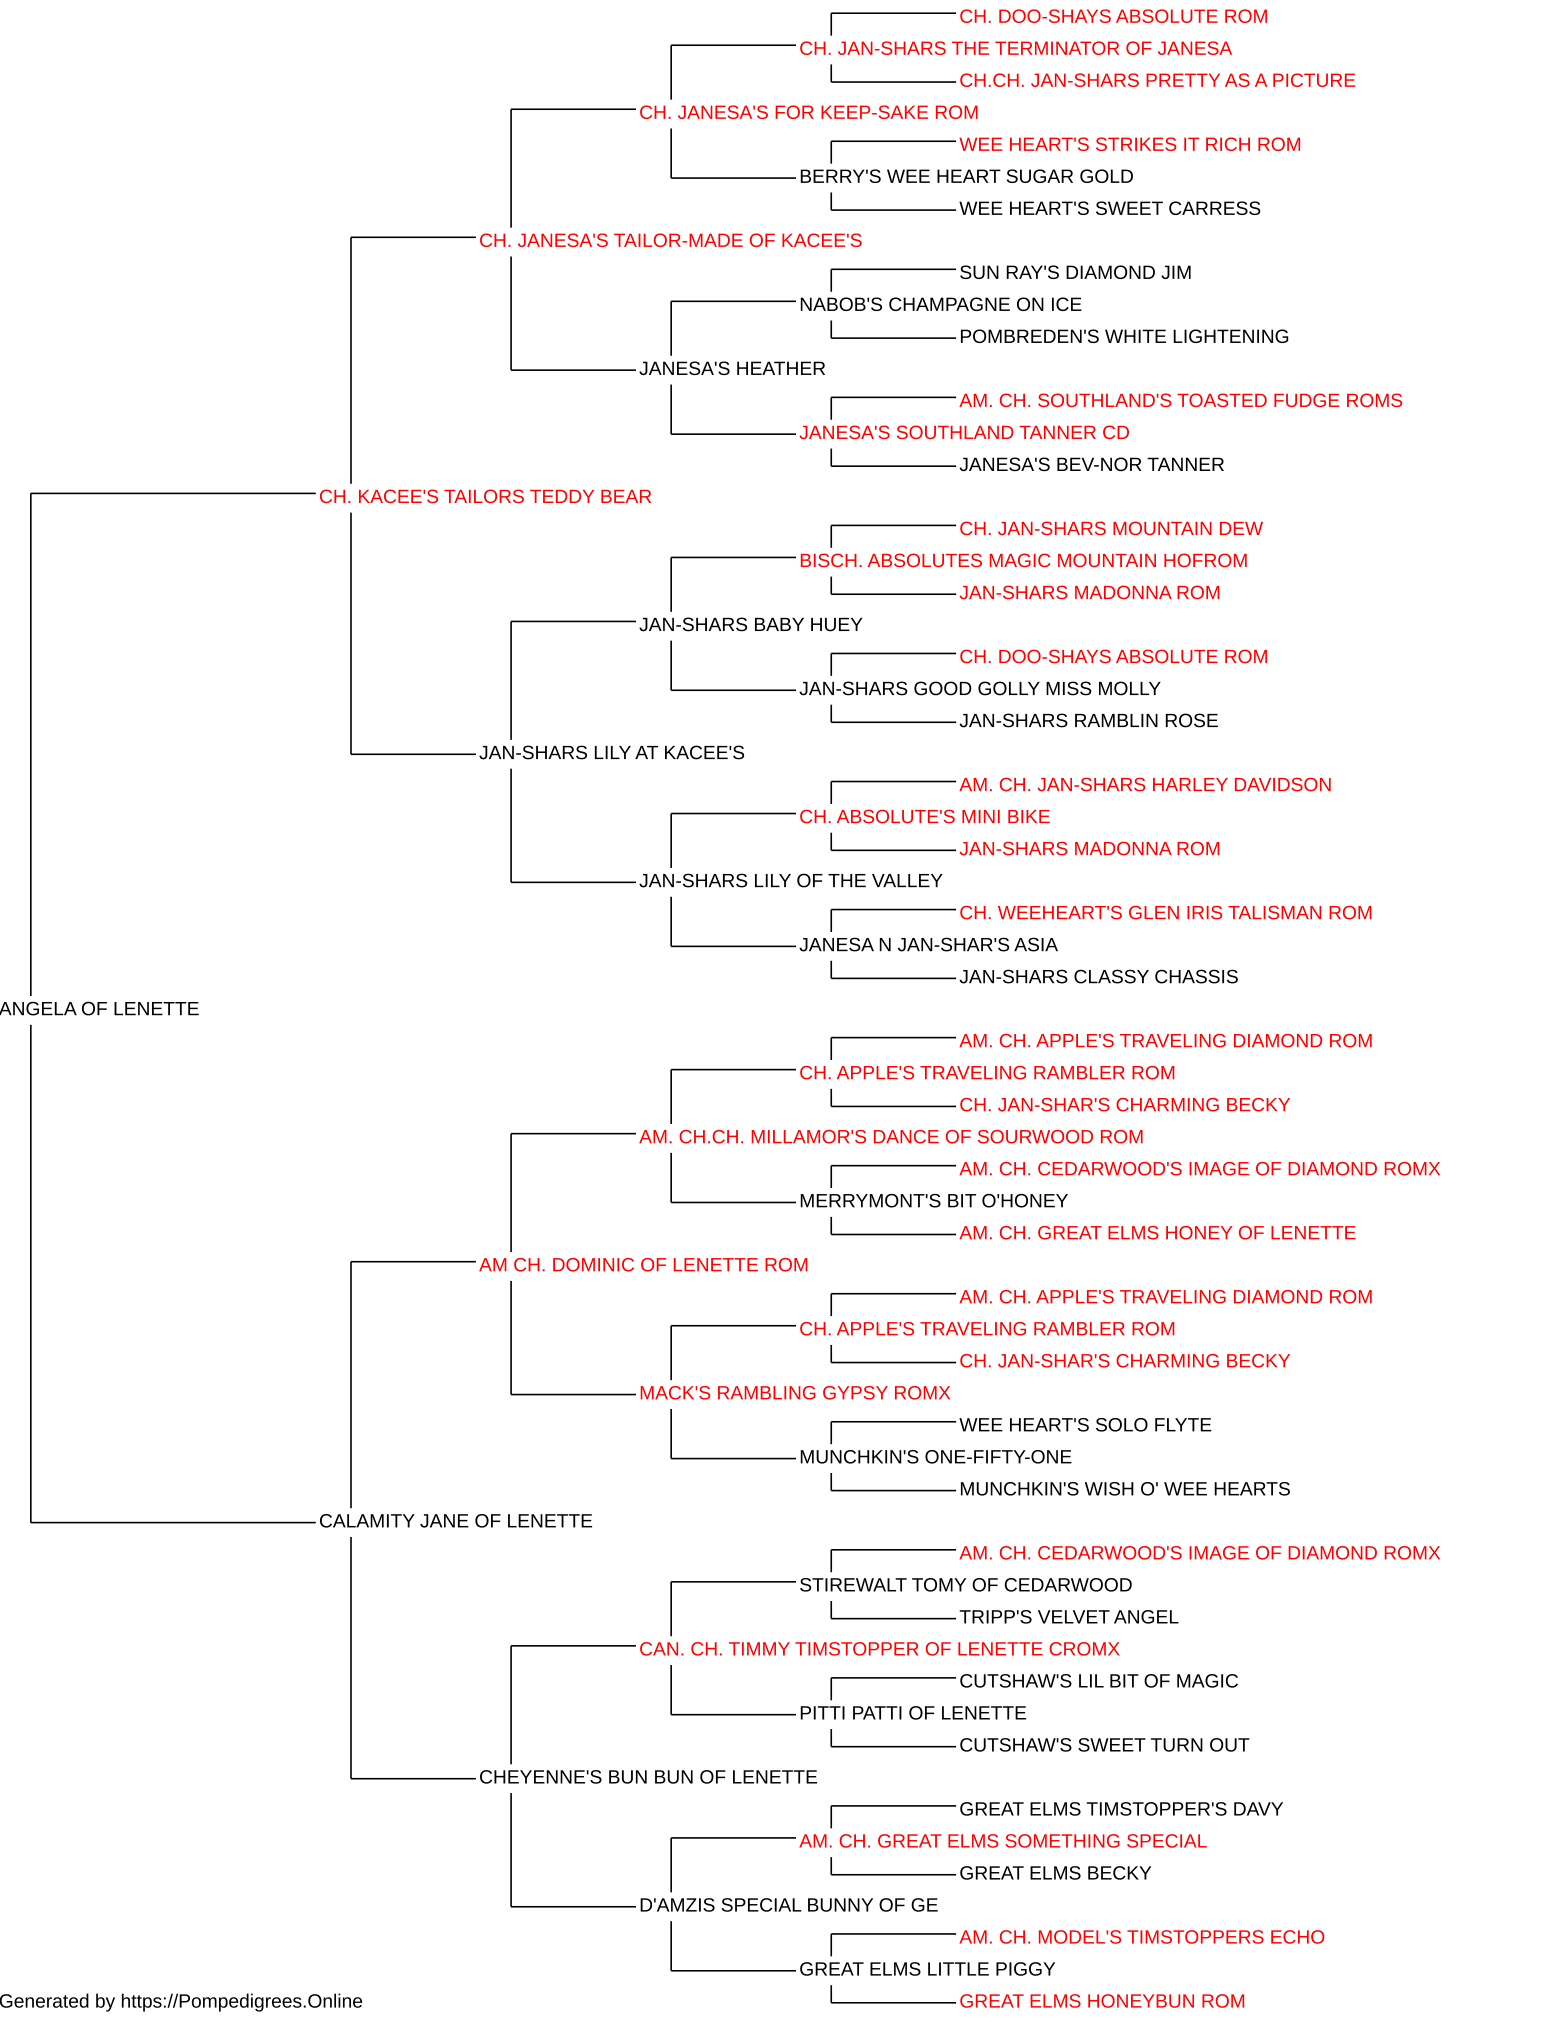 CH. DOO-SHAYS ABSOLUTE ROM
CH. JAN-SHARS THE TERMINATOR OF JANESA
CH.CH. JAN-SHARS PRETTY AS A PICTURE
CH. JANESA'S FOR KEEP-SAKE ROM
WEE HEART'S STRIKES IT RICH ROM
BERRY'S WEE HEART SUGAR GOLD
WEE HEART'S SWEET CARRESS
CH. JANESA'S TAILOR-MADE OF KACEE'S
SUN RAY'S DIAMOND JIM
NABOB'S CHAMPAGNE ON ICE
POMBREDEN'S WHITE LIGHTENING
JANESA'S HEATHER
AM. CH. SOUTHLAND'S TOASTED FUDGE ROMS
JANESA'S SOUTHLAND TANNER CD
JANESA'S BEV-NOR TANNER
CH. KACEE'S TAILORS TEDDY BEAR
CH. JAN-SHARS MOUNTAIN DEW
BISCH. ABSOLUTES MAGIC MOUNTAIN HOFROM
JAN-SHARS MADONNA ROM
JAN-SHARS BABY HUEY
CH. DOO-SHAYS ABSOLUTE ROM
JAN-SHARS GOOD GOLLY MISS MOLLY
JAN-SHARS RAMBLIN ROSE
JAN-SHARS LILY AT KACEE'S
AM. CH. JAN-SHARS HARLEY DAVIDSON
CH. ABSOLUTE'S MINI BIKE
JAN-SHARS MADONNA ROM
JAN-SHARS LILY OF THE VALLEY
CH. WEEHEART'S GLEN IRIS TALISMAN ROM
JANESA N JAN-SHAR'S ASIA
JAN-SHARS CLASSY CHASSIS
ANGELA OF LENETTE
AM. CH. APPLE'S TRAVELING DIAMOND ROM
CH. APPLE'S TRAVELING RAMBLER ROM
CH. JAN-SHAR'S CHARMING BECKY
AM. CH.CH. MILLAMOR'S DANCE OF SOURWOOD ROM
AM. CH. CEDARWOOD'S IMAGE OF DIAMOND ROMX
MERRYMONT'S BIT O'HONEY
AM. CH. GREAT ELMS HONEY OF LENETTE
AM CH. DOMINIC OF LENETTE ROM
AM. CH. APPLE'S TRAVELING DIAMOND ROM
CH. APPLE'S TRAVELING RAMBLER ROM
CH. JAN-SHAR'S CHARMING BECKY
MACK'S RAMBLING GYPSY ROMX
WEE HEART'S SOLO FLYTE
MUNCHKIN'S ONE-FIFTY-ONE
MUNCHKIN'S WISH O' WEE HEARTS
CALAMITY JANE OF LENETTE
AM. CH. CEDARWOOD'S IMAGE OF DIAMOND ROMX
STIREWALT TOMY OF CEDARWOOD
TRIPP'S VELVET ANGEL
CAN. CH. TIMMY TIMSTOPPER OF LENETTE CROMX
CUTSHAW'S LIL BIT OF MAGIC
PITTI PATTI OF LENETTE
CUTSHAW'S SWEET TURN OUT
CHEYENNE'S BUN BUN OF LENETTE
GREAT ELMS TIMSTOPPER'S DAVY
AM. CH. GREAT ELMS SOMETHING SPECIAL
GREAT ELMS BECKY
D'AMZIS SPECIAL BUNNY OF GE
AM. CH. MODEL'S TIMSTOPPERS ECHO
GREAT ELMS LITTLE PIGGY
GREAT ELMS HONEYBUN ROM
Generated by https://Pompedigrees.Online